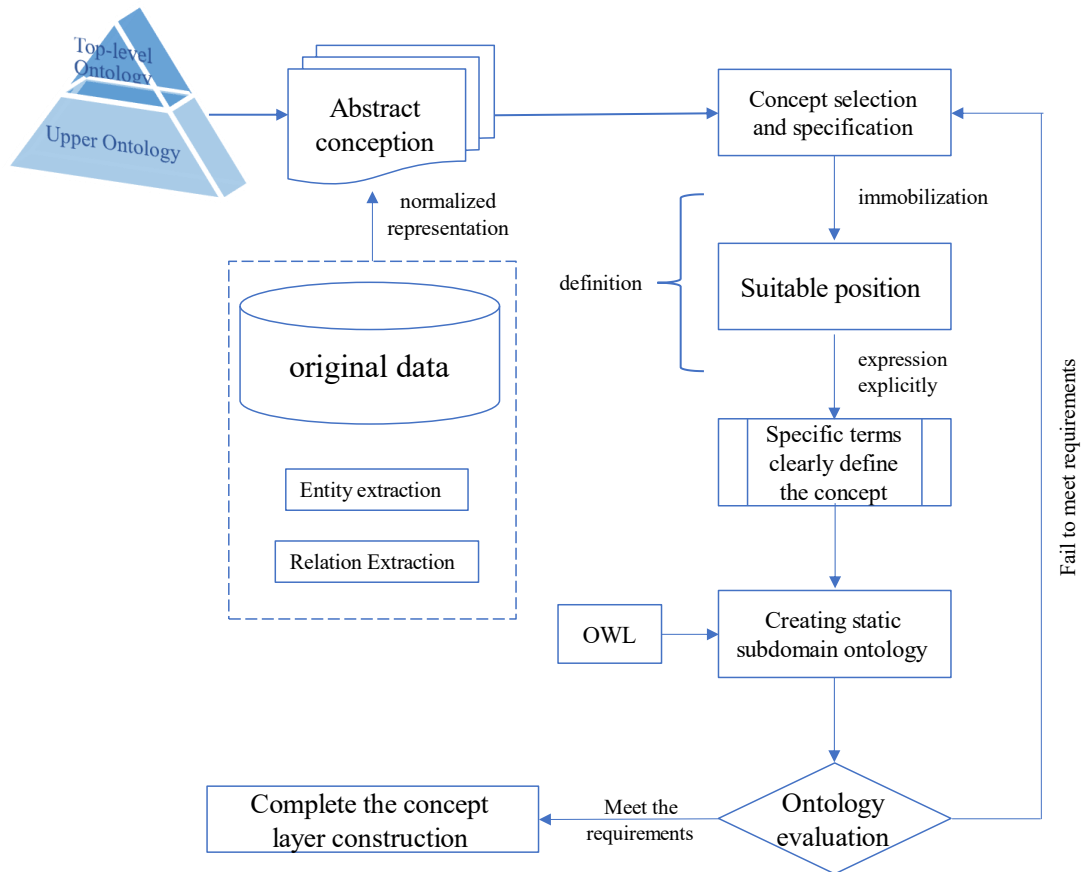 Top-level
Ontology
Upper Ontology
Abstract
conception
Concept selection
and specification
normalized
representation
immobilization
definition
Suitable position
original data
expression
explicitly
Specific terms
clearly define
the concept
Entity extraction
Relation Extraction
Fail to meet requirements
OWL
Creating static
subdomain ontology
Complete the concept
layer construction
Meet the
requirements
Ontology
evaluation